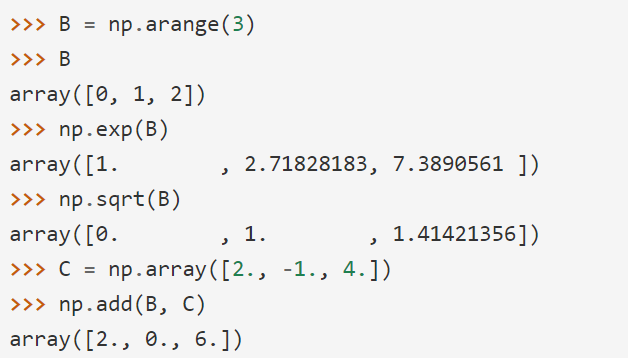 >>> B = np.arange(3)
>>> B
array([0, 1, 2])
>>> np.exp(B)
array([1.        , 2.71828183, 7.3890561 ])
>>> np.sqrt(B)
array([0.        , 1.        , 1.41421356])
>>> C = np.array([2., -1., 4.])
>>> np.add(B, C)
array([2., 0., 6.])